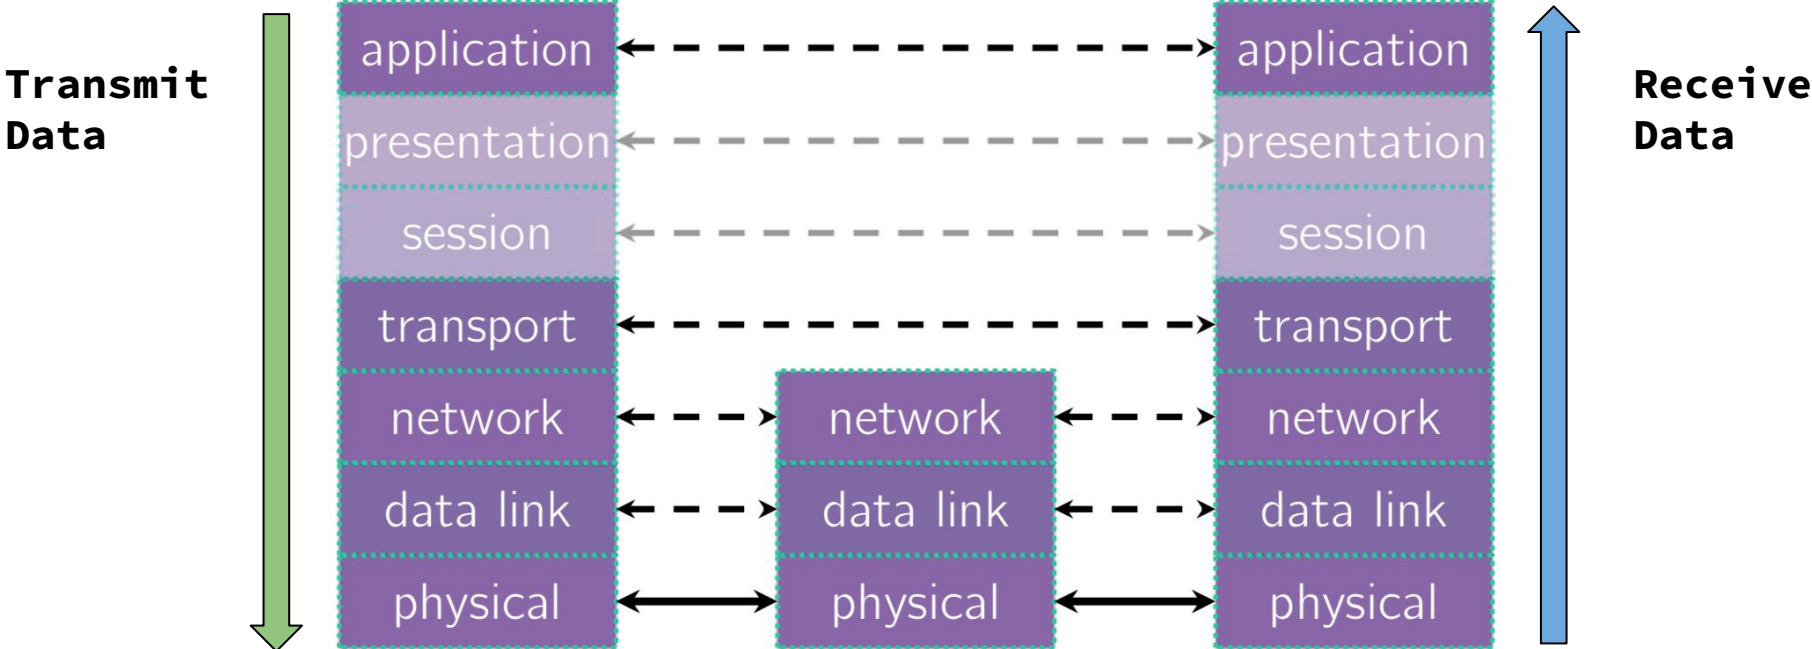 Transmit
Data
application
presentation
session
transport
network
data link
physical
network
data link
physical
application
presentation
session
transport
network
data link
physical
Receive
Data